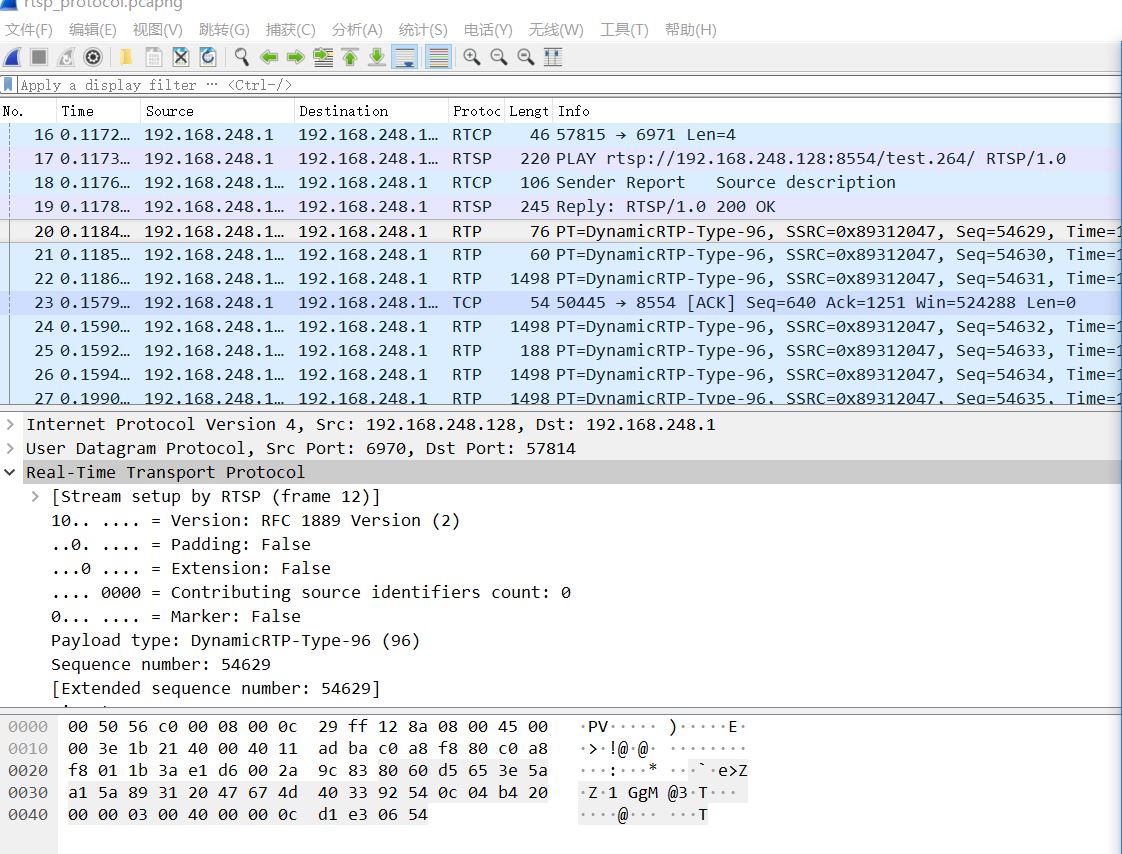 rtsp_protocol.pcapng
文件(F) 编辑(E) 视图(V) 跳转(G) 捕获(C) 分析(A) 统计(S) 电话(Y) 无线(W) 工具(T) 帮助(H)
Apply a display filter ⋯ <Ctrl-/>
No. Time Source Destination Protoc Lengt Info
16 0.1172… 192.168.248.1 192.168.248.1… RTCP 46 57815 → 6971 Len=4
17 0.1173… 192.168.248.1 192.168.248.1… RTSP 220 PLAY rtsp://192.168.248.128:8554/test.264/ RTSP/1.0
18 0.1176… 192.168.248.1… 192.168.248.1 RTCP 106 Sender Report Source description
19 0.1178… 192.168.248.1… 192.168.248.1 RTSP 245 Reply: RTSP/1.0 200 OK
20 0.1184… 192.168.248.1… 192.168.248.1 RTP 76 PT=DynamicRTP-Type-96, SSRC=0x89312047, Seq=54629, Time=1
21 0.1185… 192.168.248.1… 192.168.248.1 RTP 60 PT=DynamicRTP-Type-96, SSRC=0x89312047, Seq=54630, Time=1
22 0.1186… 192.168.248.1… 192.168.248.1 RTP 1498 PT=DynamicRTP-Type-96, SSRC=0x89312047, Seq=54631, Time=1
23 0.1579… 192.168.248.1 192.168.248.1… TCP 54 50445 → 8554 [ACK] Seq=640 Ack=1251 Win=524288 Len=0
24 0.1590… 192.168.248.1… 192.168.248.1 RTP 1498 PT=DynamicRTP-Type-96, SSRC=0x89312047, Seq=54632, Time=1
25 0.1592… 192.168.248.1… 192.168.248.1 RTP 188 PT=DynamicRTP-Type-96, SSRC=0x89312047, Seq=54633, Time=1
26 0.1594… 192.168.248.1… 192.168.248.1 RTP 1498 PT=DynamicRTP-Type-96, SSRC=0x89312047, Seq=54634, Time=1
27 0.1990… 192.168.248.1… 192.168.248.1 RTP 1498 PT=DynamicRTP-Type-96, SSRC=0x89312047, Seq=54635, Time=1
Internet Protocol Version 4, Src: 192.168.248.128, Dst: 192.168.248.1
User Datagram Protocol, Src Port: 6970, Dst Port: 57814
Real-Time Transport Protocol
[Stream setup by RTSP (frame 12)]
10.. .... = Version: RFC 1889 Version (2)
..0. .... = Padding: False
...0 .... = Extension: False
.... 0000 = Contributing source identifiers count: 0
0... .... = Marker: False
Payload type: DynamicRTP-Type-96 (96)
Sequence number: 54629
[Extended sequence number: 54629]
0000 00 50 56 c0 00 08 00 0c 29 ff 12 8a 08 00 45 00 ·PV····· )·····E·
0010 00 3e 1b 21 40 00 40 11 ad ba c0 a8 f8 80 c0 a8 ·>·!@·@· ········
0020 f8 01 1b 3a e1 d6 00 2a 9c 83 80 60 d5 65 3e 5a ···:···* ···`·e>Z
0030 a1 5a 89 31 20 47 67 4d 40 33 92 54 0c 04 b4 20 ·Z·1 GgM @3·T···
0040 00 00 03 00 40 00 00 0c d1 e3 06 54 ····@··· ···T